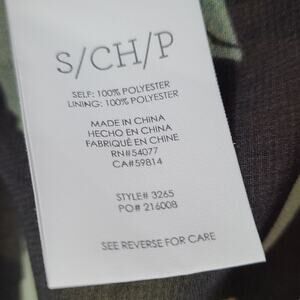 S/CH/P
SELF: 100% POLYESTER
LINING: 100% POLYESTER
MADE IN CHINA
HECHO EN CHINA
FABRIQUÉ EN CHINE
RN#54077
CA#59814
STYLE# 3265
PO# 216008
SEE REVERSE FOR CARE